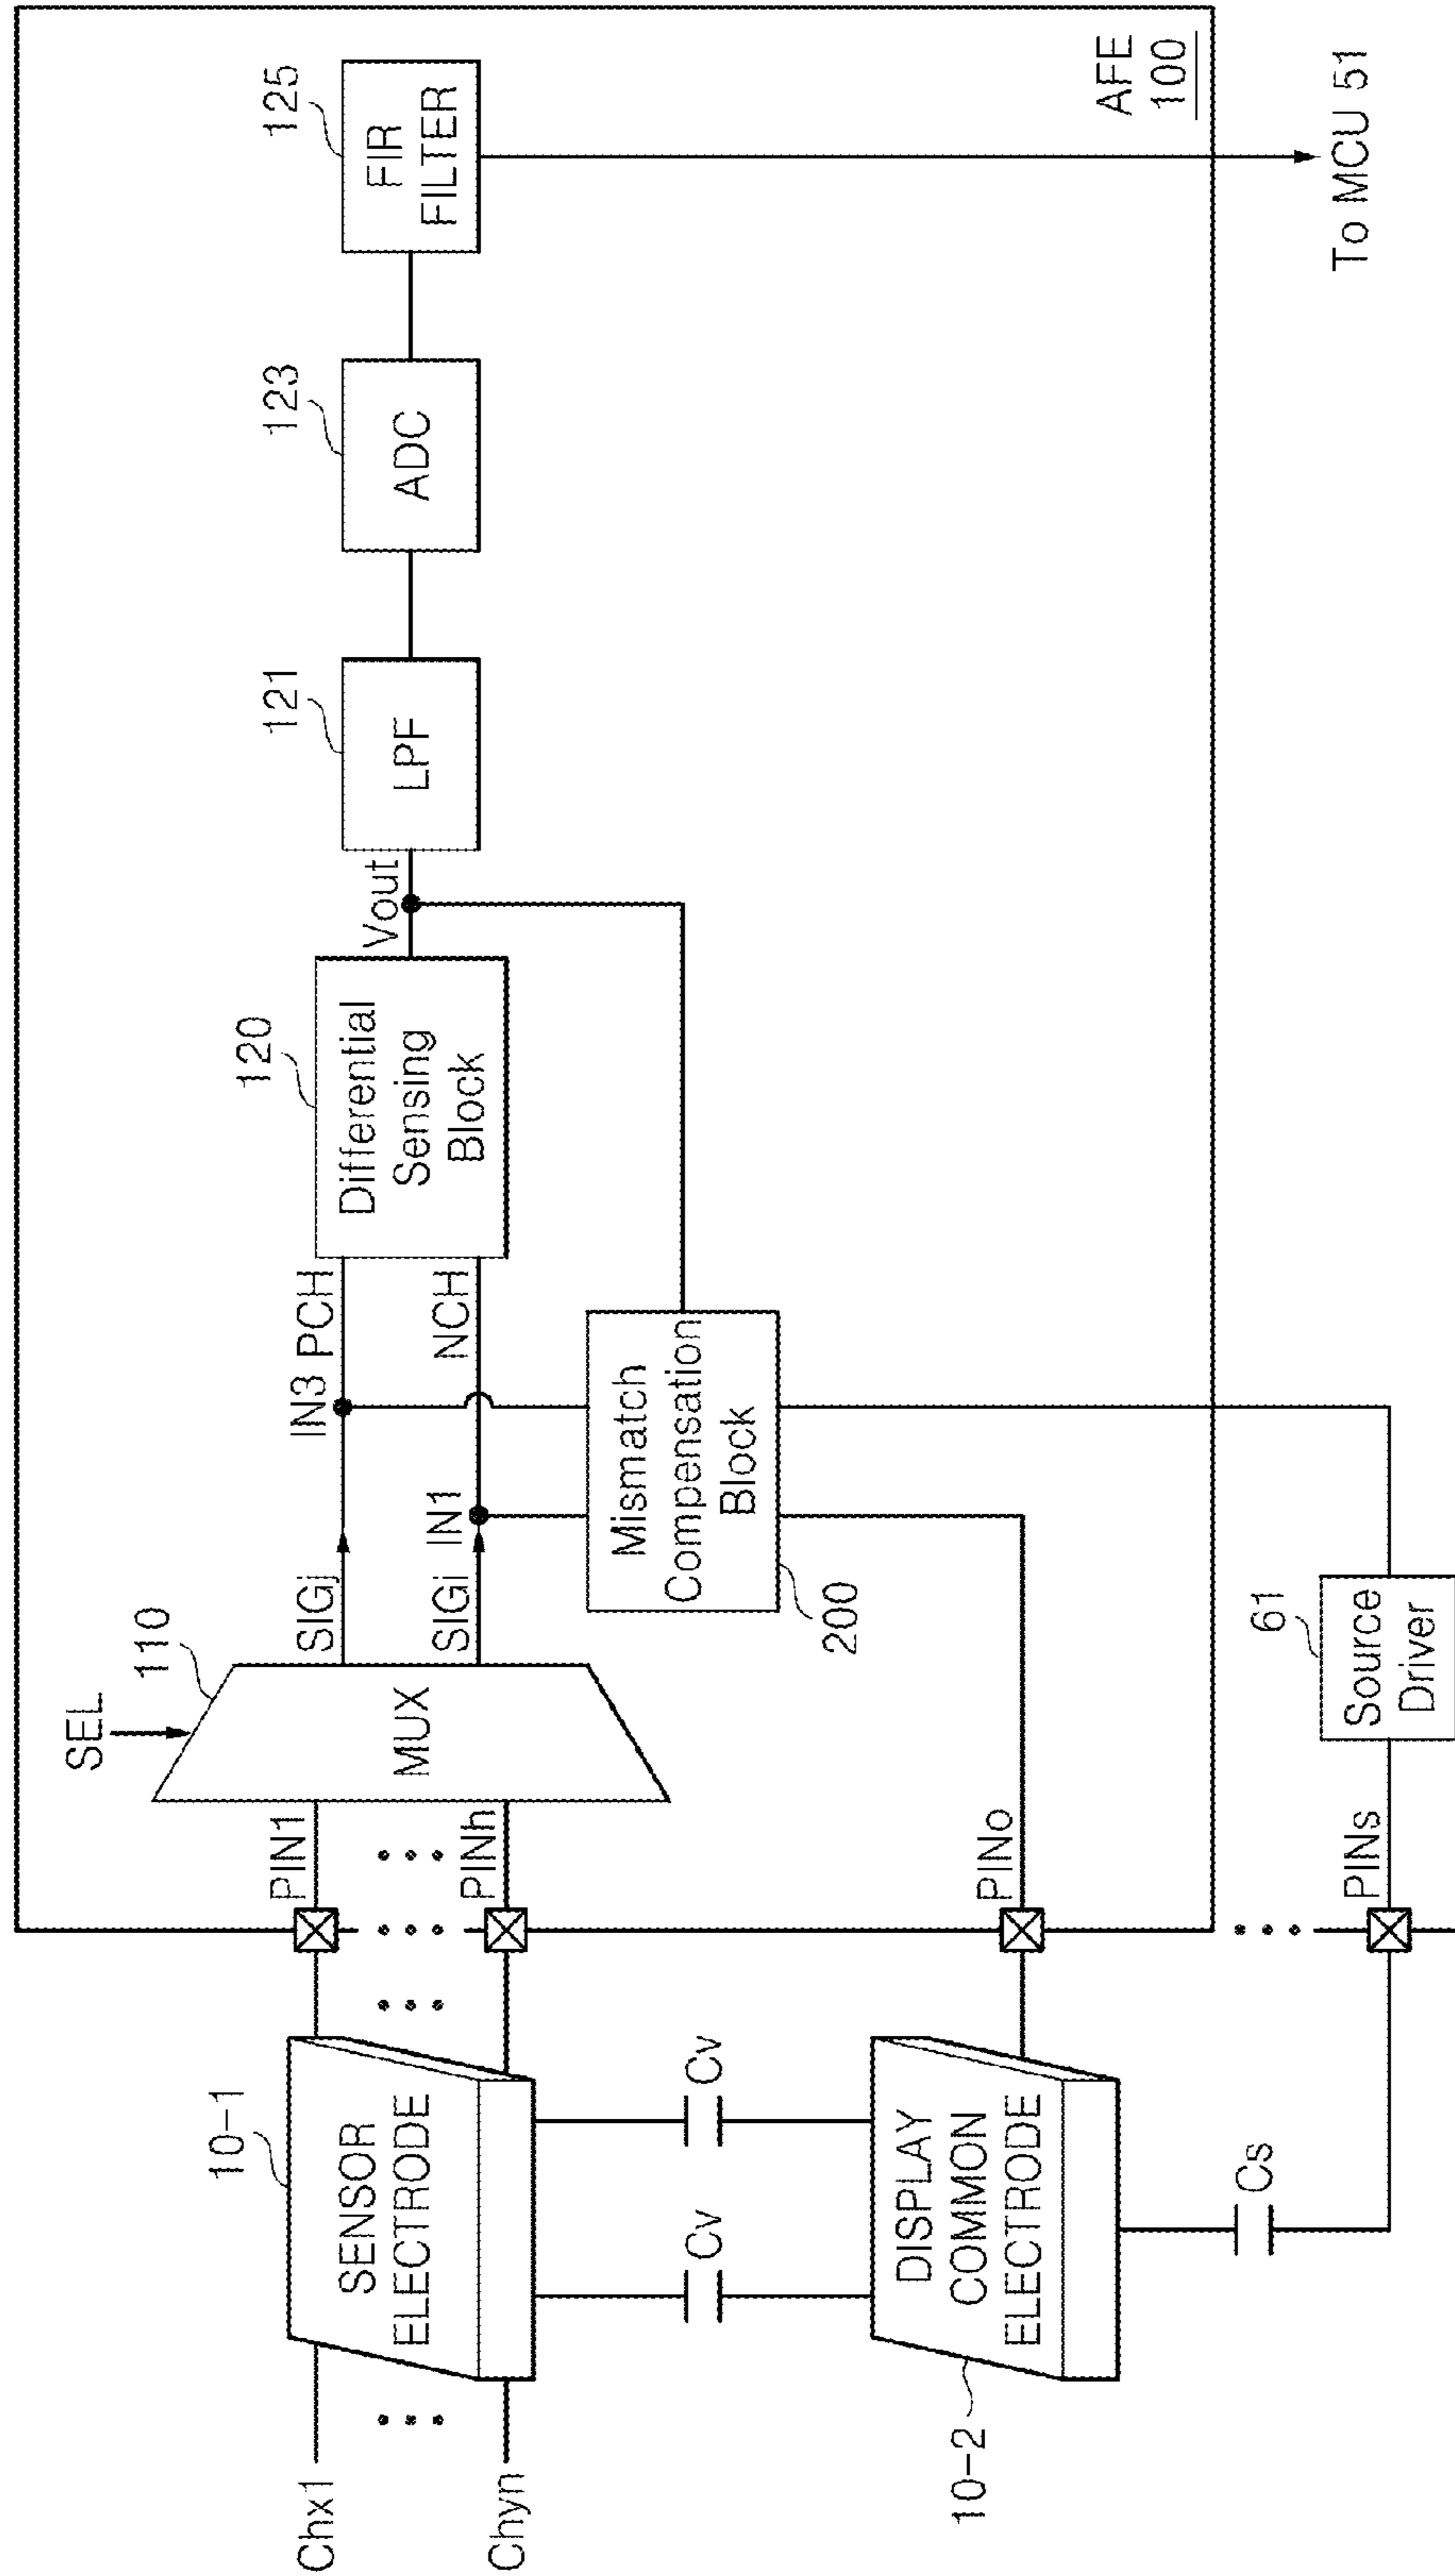 SEL
110
120
121
123
125
10-1
Chx1
Chyn
SENSOR
ELECTRODE
PIN1
PINh
MUX
SIGj
SIGi
IN3
PCH
IN1
NCH
Differential
Sensing
Block
Vout
LPF
ADC
FIR
FILTER
Mismatch
Compensation
Block
200
Cv
Cv
DISPLAY
COMMON
ELECTRODE
10-2
PINo
Cs
PINs
61
Source
Driver
AFE
100
To MCU 51